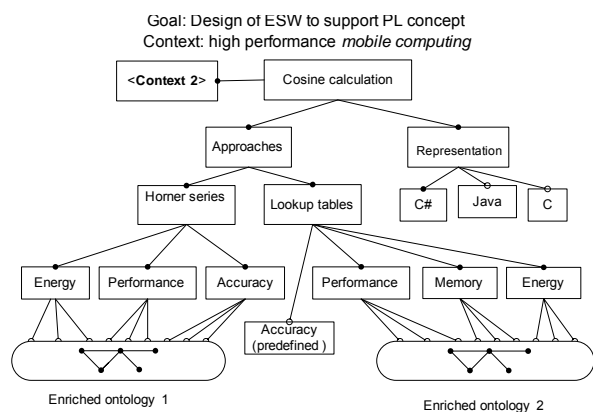 Goal: Design of ESW to support PL concept
Context: high performance mobile computing
<Context 2>
Cosine calculation
Approaches
Representation
C#
Java
C
Horner series
Lookup tables
Energy
Performance
Accuracy
Performance
Memory
Energy
Accuracy
(predefined )
Enriched ontology 1
Enriched ontology 2